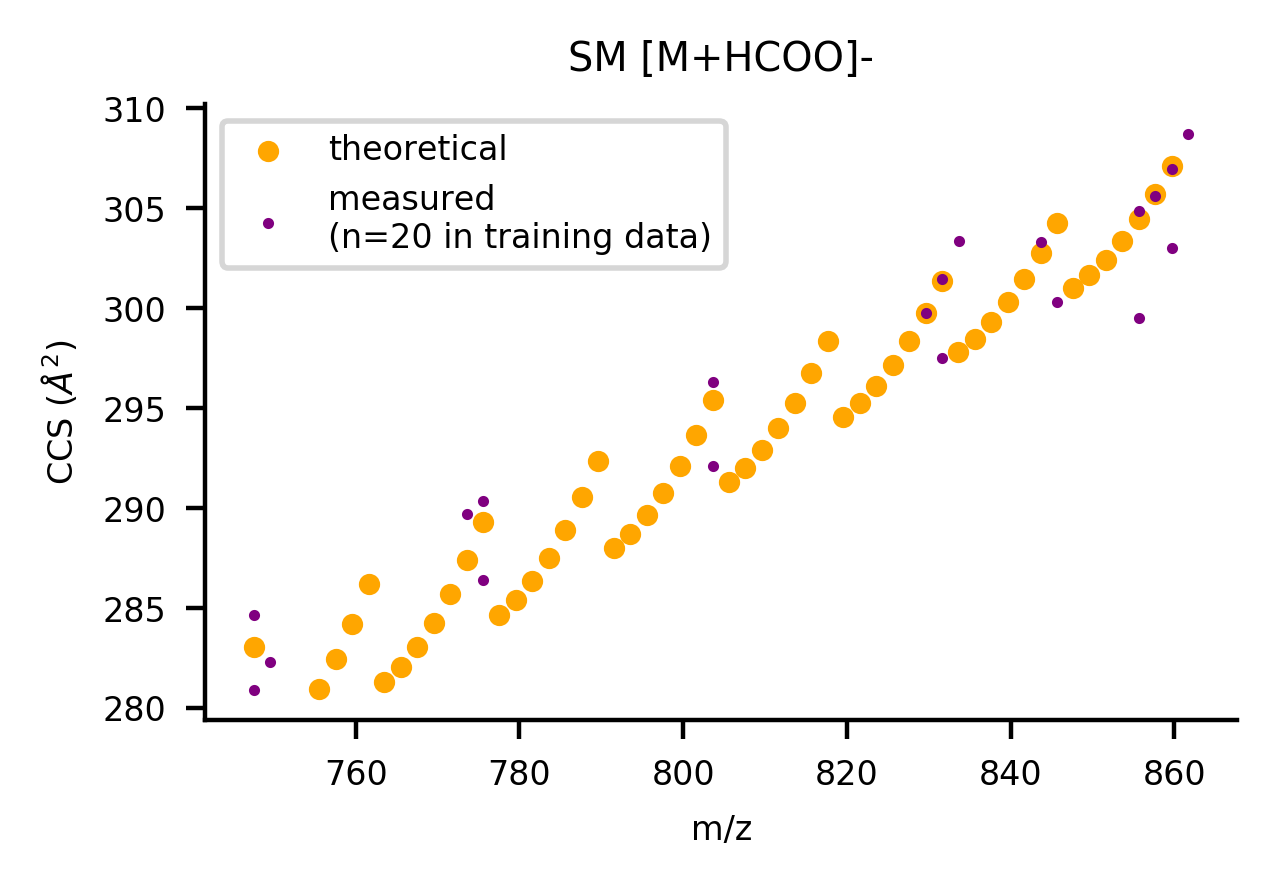 SM [M+HCOO]-
theoretical
measured
(n=20 in training data)
CCS (Å²)
310
305
300
295
290
285
280
760 780 800 820 840 860
m/z